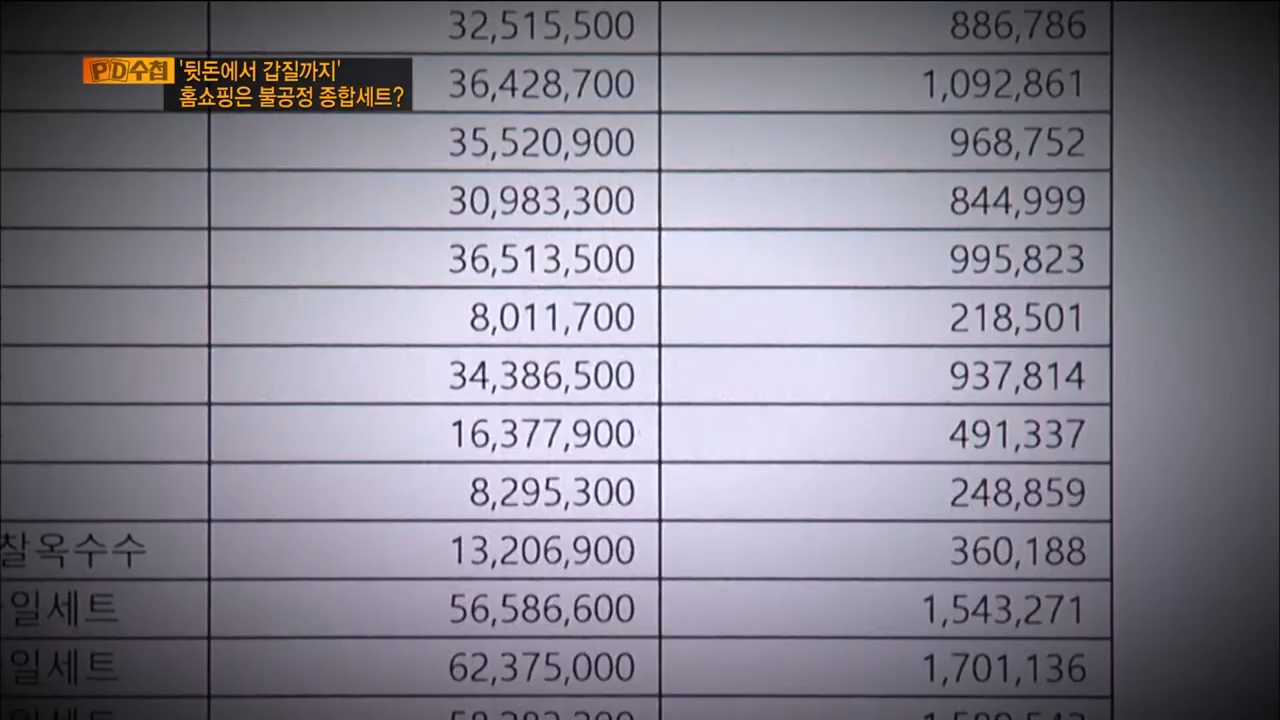 32,515,500 886,786
PD수첩 '뒷돈에서 갑질까지'
홈쇼핑은 불공정 종합세트?
36,428,700 1,092,861
35,520,900 968,752
30,983,300 844,999
36,513,500 995,823
8,011,700 218,501
34,386,500 937,814
16,377,900 491,337
8,295,300 248,859
찰옥수수 13,206,900 360,188
일세트 56,586,600 1,543,271
일세트 62,375,000 1,701,136